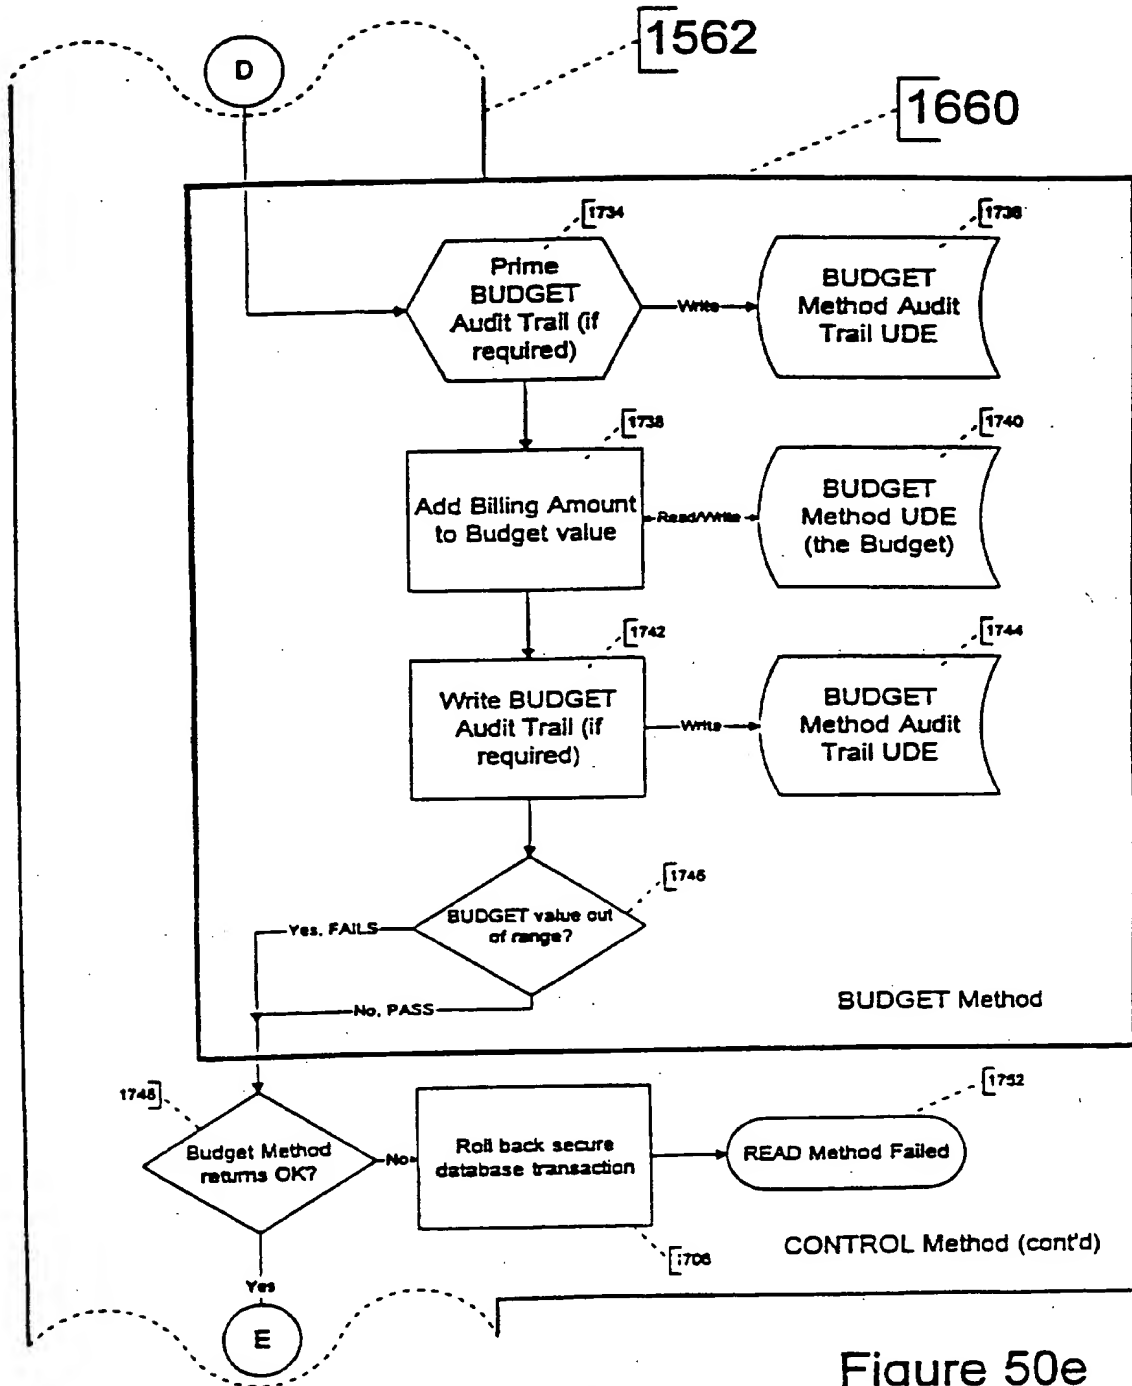 1562
D
1660
1734
1736
Prime
BUDGET
Audit Trail (if
required)
Write
BUDGET
Method Audit
Trail UDE
1738
1740
Add Billing Amount
to Budget value
Read/Write
BUDGET
Method UDE
(the Budget)
1742
1744
Write BUDGET
Audit Trail (if
required)
Write
BUDGET
Method Audit
Trail UDE
1746
BUDGET value out
of range?
Yes, FAILS
No, PASS
BUDGET Method
1748
1752
Budget Method
returns OK?
No
Roll back secure
database transaction
READ Method Failed
1706
CONTROL Method (cont'd)
Yes
E
Figure 50e